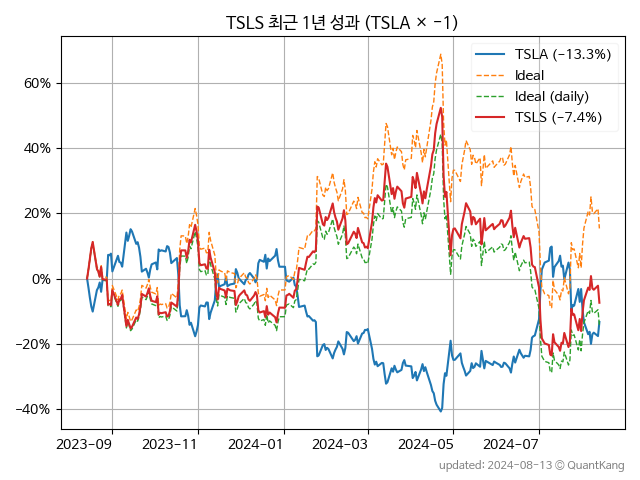 TSLS 최근 1년 성과 (TSLA × −1)
TSLA (−13.3%)
Ideal
Ideal (daily)
TSLS (−7.4%)
60%
40%
20%
0%
−20%
−40%
2023-09
2023-11
2024-01
2024-03
2024-05
2024-07
updated: 2024-08-13 ⓒ QuantKang